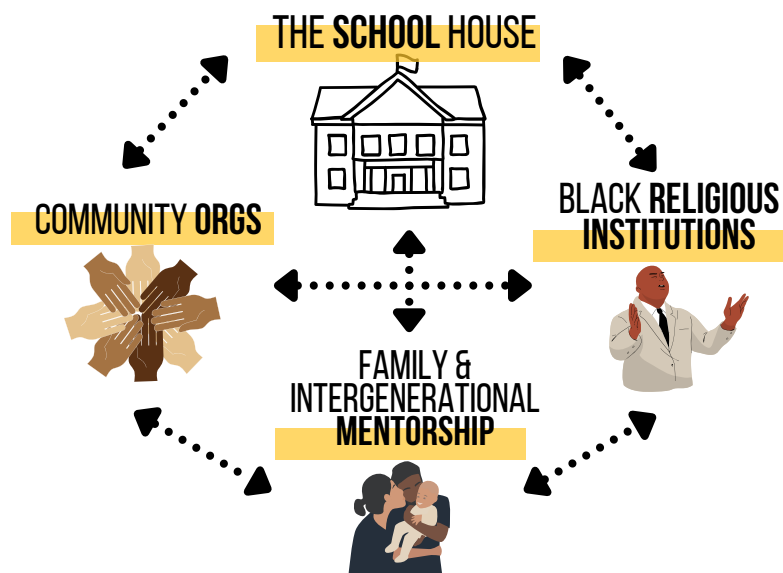 THE SCHOOL HOUSE
COMMUNITY ORGS
BLACK RELIGIOUS
INSTITUTIONS
FAMILY &
INTERGENERATIONAL
MENTORSHIP